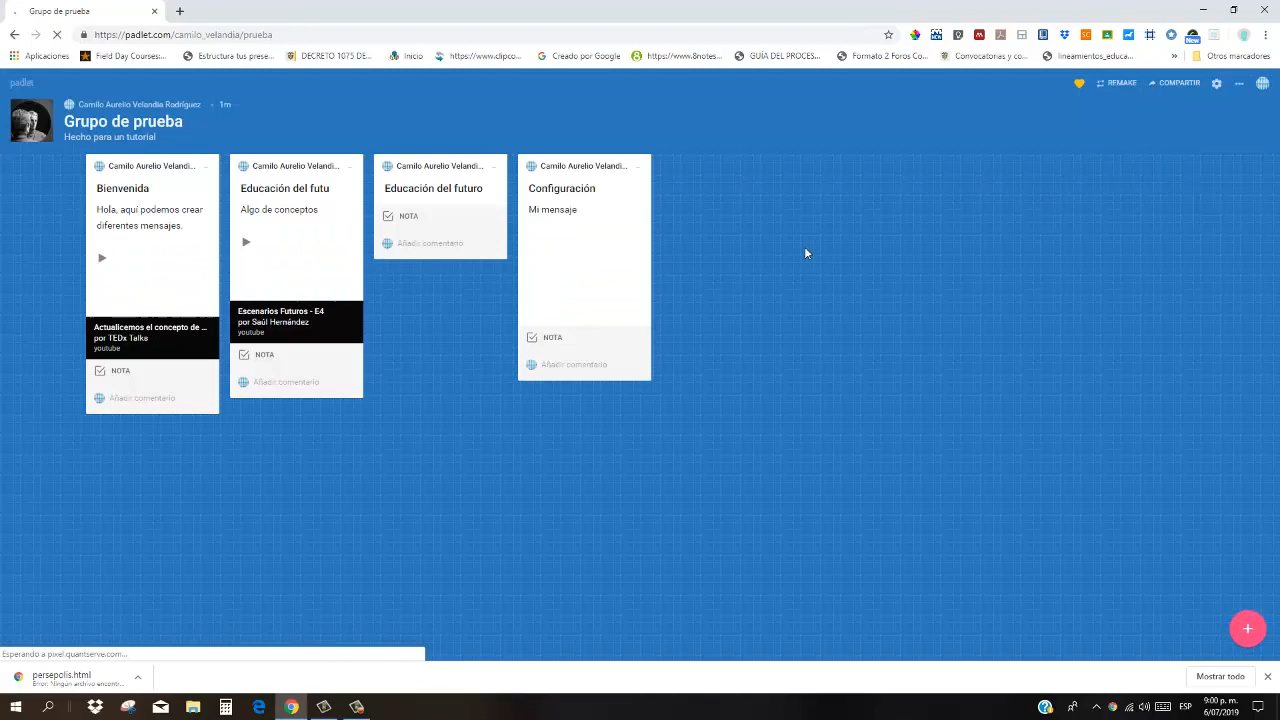 Grupo de prueba
https://padlet.com/camilo_velandia/prueba
New
Aplicaciones
Field Day Courses:...
Estructura tus prese...
DECRETO 1075 DE...
Inicio
https://www.clipco...
Creado por Google
https://www.8notes...
GUÍA DEL PROCES...
Formato 2 Foros Co...
Convocatorias y co...
lineamientos_educa...
»
Otros marcadores
padlet
REMAKE
COMPARTIR
Camilo Aurelio Velandia Rodríguez
1m
Grupo de prueba
Hecho para un tutorial
Camilo Aurelio Velandi...
Bienvenida
Hola, aquí podemos crear
diferentes mensajes.
Actualicemos el concepto de ...
por TEDx Talks
youtube
NOTA
Añadir comentario
Camilo Aurelio Velandi...
Educación del futu
Algo de conceptos
Escenarios Futuros - E4
por Saúl Hernández
youtube
NOTA
Añadir comentario
Camilo Aurelio Velandi...
Educación del futuro
NOTA
Añadir comentario
Camilo Aurelio Velandi...
Configuración
Mi mensaje
NOTA
Añadir comentario
Esperando a pixel.quantserve.com...
persepolis.html
Error: Ningún archivo encontr...
Mostrar todo
ESP
9:00 p. m.
6/07/2019